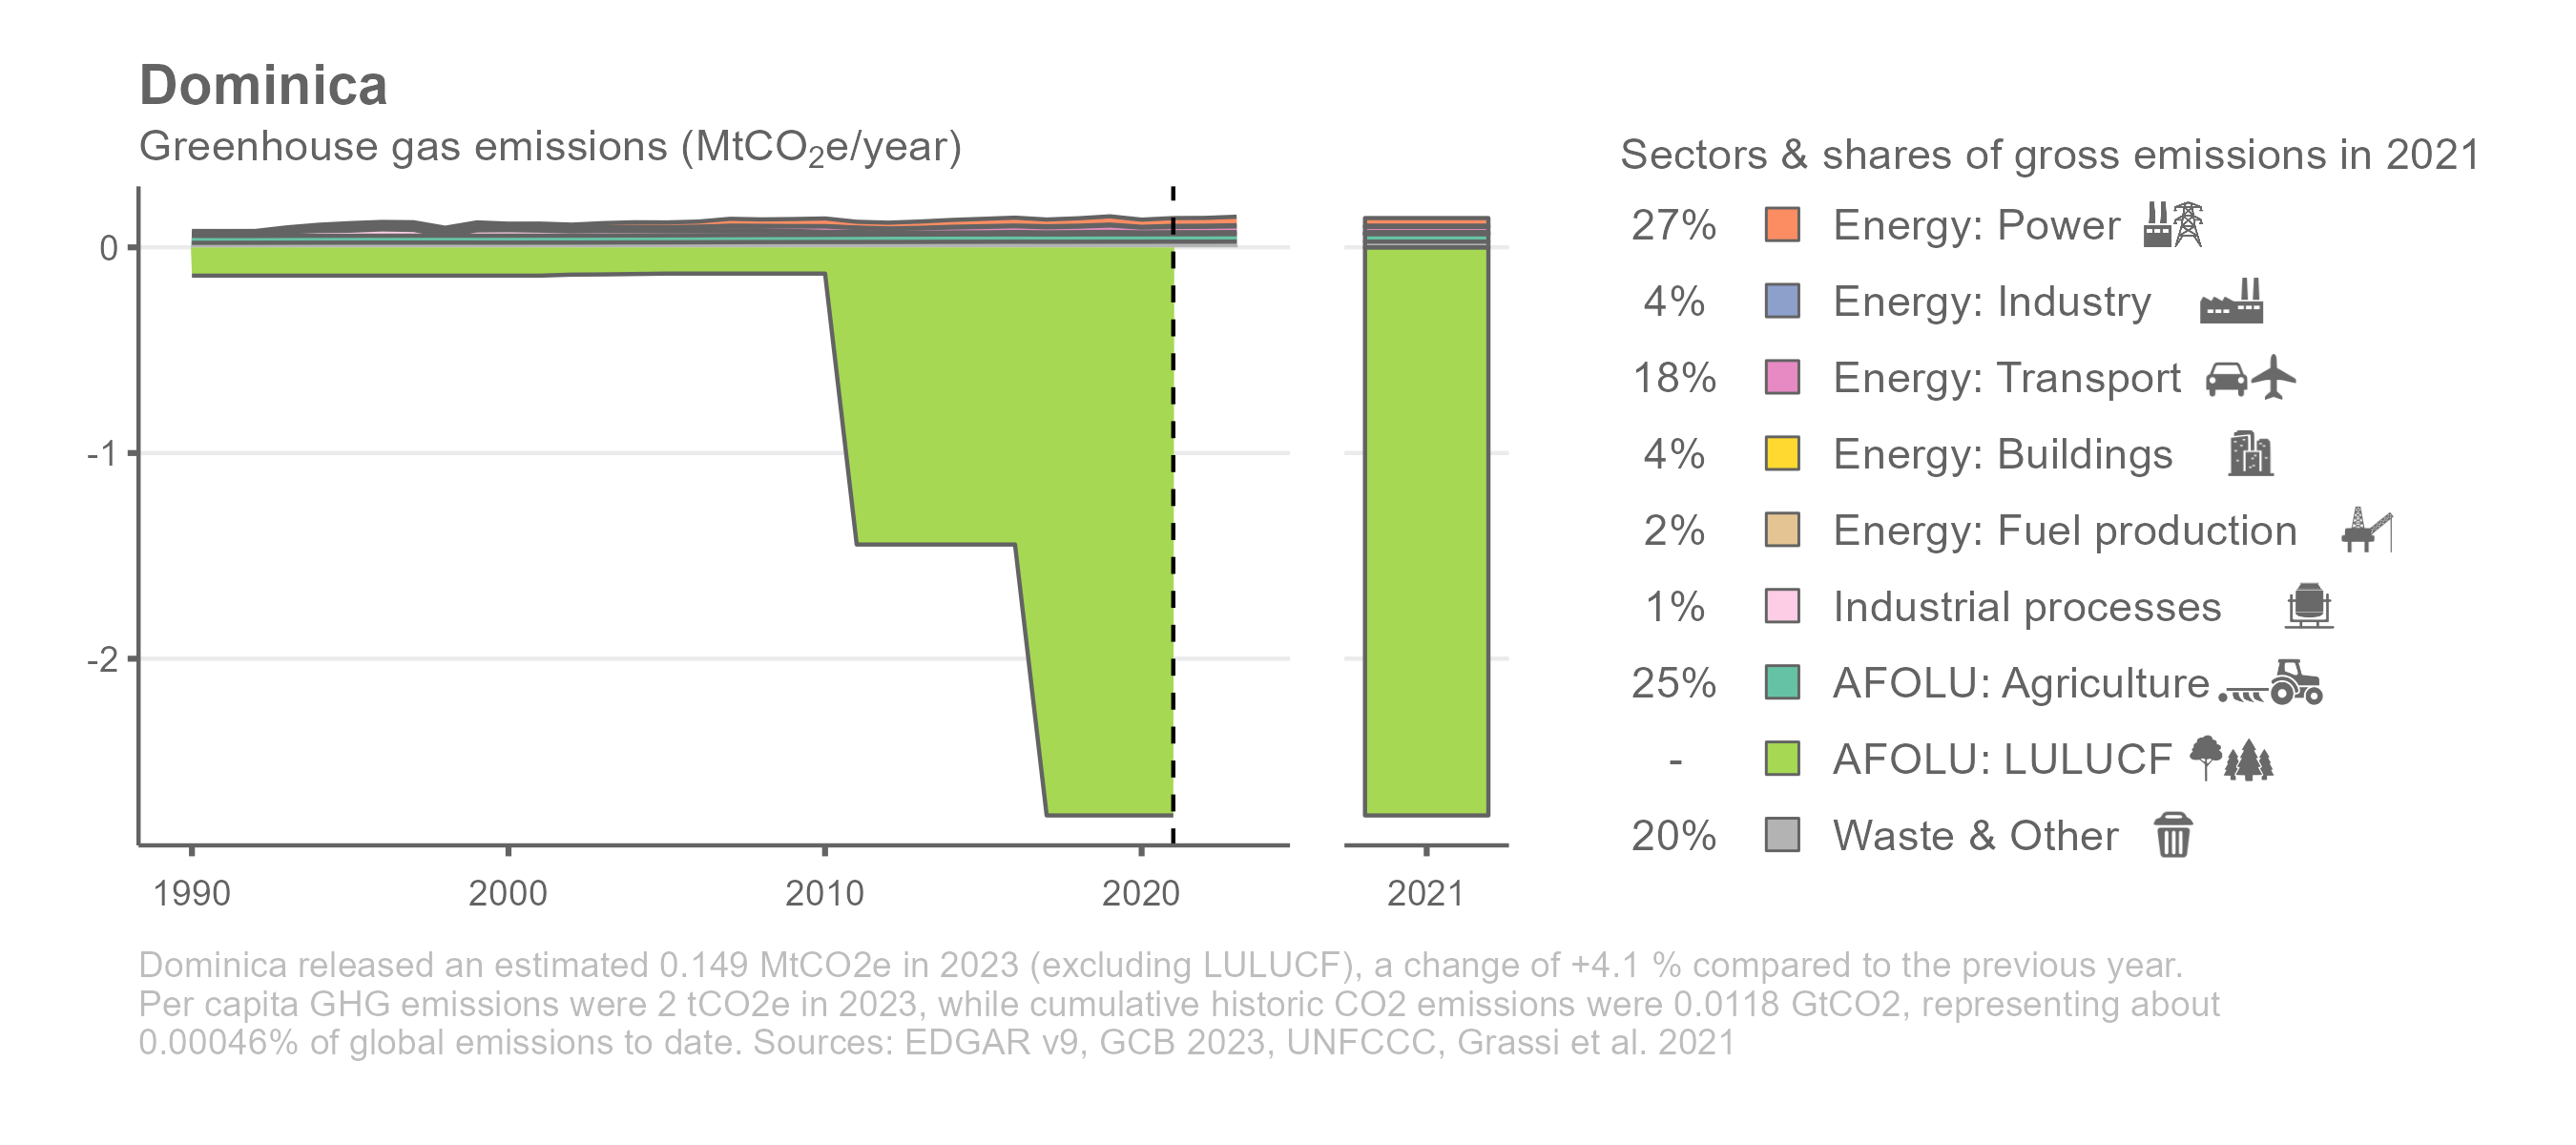 Dominica
Greenhouse gas emissions (MtCO₂e/year)
0
-1
-2
1990 2000 2010 2020 2021
Sectors & shares of gross emissions in 2021
27% Energy: Power
4% Energy: Industry
18% Energy: Transport
4% Energy: Buildings
2% Energy: Fuel production
1% Industrial processes
25% AFOLU: Agriculture
- AFOLU: LULUCF
20% Waste & Other
Dominica released an estimated 0.149 MtCO2e in 2023 (excluding LULUCF), a change of +4.1 % compared to the previous year.
Per capita GHG emissions were 2 tCO2e in 2023, while cumulative historic CO2 emissions were 0.0118 GtCO2, representing about
0.00046% of global emissions to date. Sources: EDGAR v9, GCB 2023, UNFCCC, Grassi et al. 2021